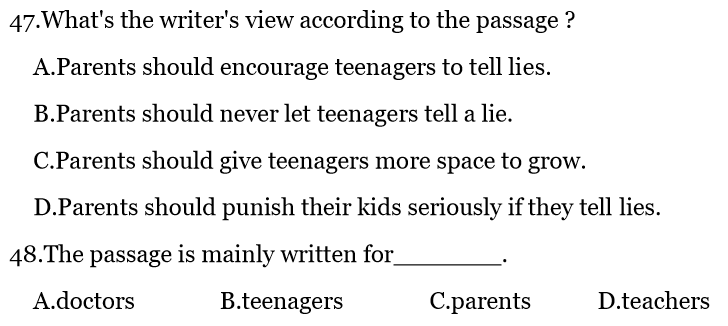 47.What's the writer's view according to the passage ?
A.Parents should encourage teenagers to tell lies.
B.Parents should never let teenagers tell a lie.
C.Parents should give teenagers more space to grow.
D.Parents should punish their kids seriously if they tell lies.
48.The passage is mainly written for_________.
A.doctors B.teenagers C.parents D.teachers